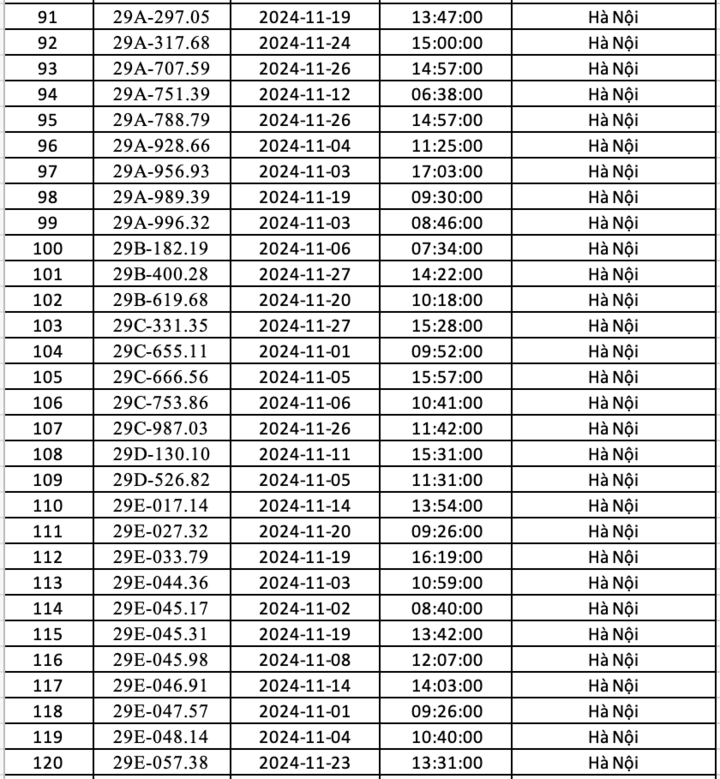 91 29A-297.05 2024-11-19 13:47:00 Hà Nội
92 29A-317.68 2024-11-24 15:00:00 Hà Nội
93 29A-707.59 2024-11-26 14:57:00 Hà Nội
94 29A-751.39 2024-11-12 06:38:00 Hà Nội
95 29A-788.79 2024-11-26 14:57:00 Hà Nội
96 29A-928.66 2024-11-04 11:25:00 Hà Nội
97 29A-956.93 2024-11-03 17:03:00 Hà Nội
98 29A-989.39 2024-11-19 09:30:00 Hà Nội
99 29A-996.32 2024-11-03 08:46:00 Hà Nội
100 29B-182.19 2024-11-06 07:34:00 Hà Nội
101 29B-400.28 2024-11-27 14:22:00 Hà Nội
102 29B-619.68 2024-11-20 10:18:00 Hà Nội
103 29C-331.35 2024-11-27 15:28:00 Hà Nội
104 29C-655.11 2024-11-01 09:52:00 Hà Nội
105 29C-666.56 2024-11-05 15:57:00 Hà Nội
106 29C-753.86 2024-11-06 10:41:00 Hà Nội
107 29C-987.03 2024-11-26 11:42:00 Hà Nội
108 29D-130.10 2024-11-11 15:31:00 Hà Nội
109 29D-526.82 2024-11-05 11:31:00 Hà Nội
110 29E-017.14 2024-11-14 13:54:00 Hà Nội
111 29E-027.32 2024-11-20 09:26:00 Hà Nội
112 29E-033.79 2024-11-19 16:19:00 Hà Nội
113 29E-044.36 2024-11-03 10:59:00 Hà Nội
114 29E-045.17 2024-11-02 08:40:00 Hà Nội
115 29E-045.31 2024-11-19 13:42:00 Hà Nội
116 29E-045.98 2024-11-08 12:07:00 Hà Nội
117 29E-046.91 2024-11-14 14:03:00 Hà Nội
118 29E-047.57 2024-11-01 09:26:00 Hà Nội
119 29E-048.14 2024-11-04 10:40:00 Hà Nội
120 29E-057.38 2024-11-23 13:31:00 Hà Nội